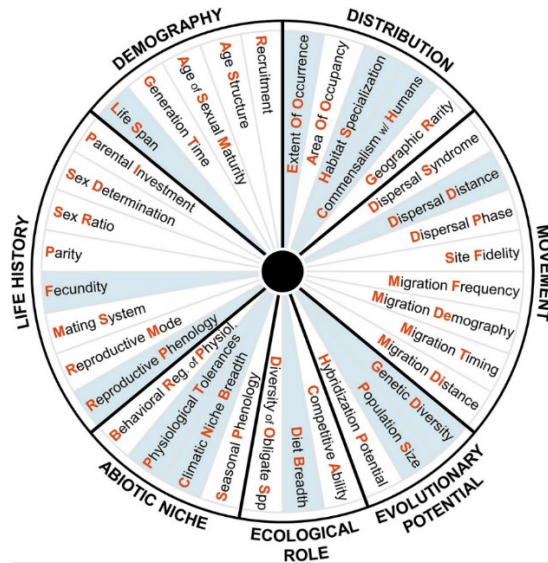 DEMOGRAPHY
Recruitment
Age Structure
Age of Sexual Maturity
Generation Time
Life Span
DISTRIBUTION
Extent Of Occurrence
Area Of Occupancy
Habitat Specialization
Commensalism w/ Humans
Geographic Rarity
MOVEMENT
Dispersal Syndrome
Dispersal Distance
Dispersal Phase
Site Fidelity
Migration Frequency
Migration Demography
Migration Timing
Migration Distance
EVOLUTIONARY
POTENTIAL
Genetic Diversity
Population Size
Hybridization Potential
ECOLOGICAL
ROLE
Competitive Ability
Diet Breadth
Diversity of Obligate Spp
ABIOTIC NICHE
Seasonal Phenology
Climatic Niche Breadth
Physiological Tolerances
Behavioral Reg. of Physiol.
LIFE HISTORY
Reproductive Phenology
Reproductive Mode
Mating System
Fecundity
Parity
Sex Ratio
Sex Determination
Parental Investment